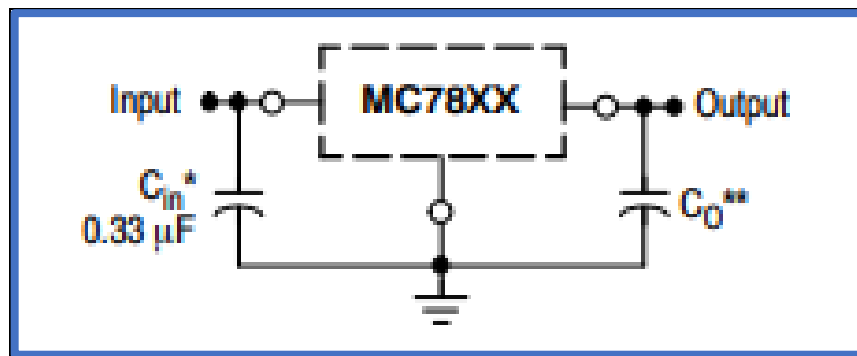 Input
MC78XX
Output
Cin*
0.33 μF
CO**